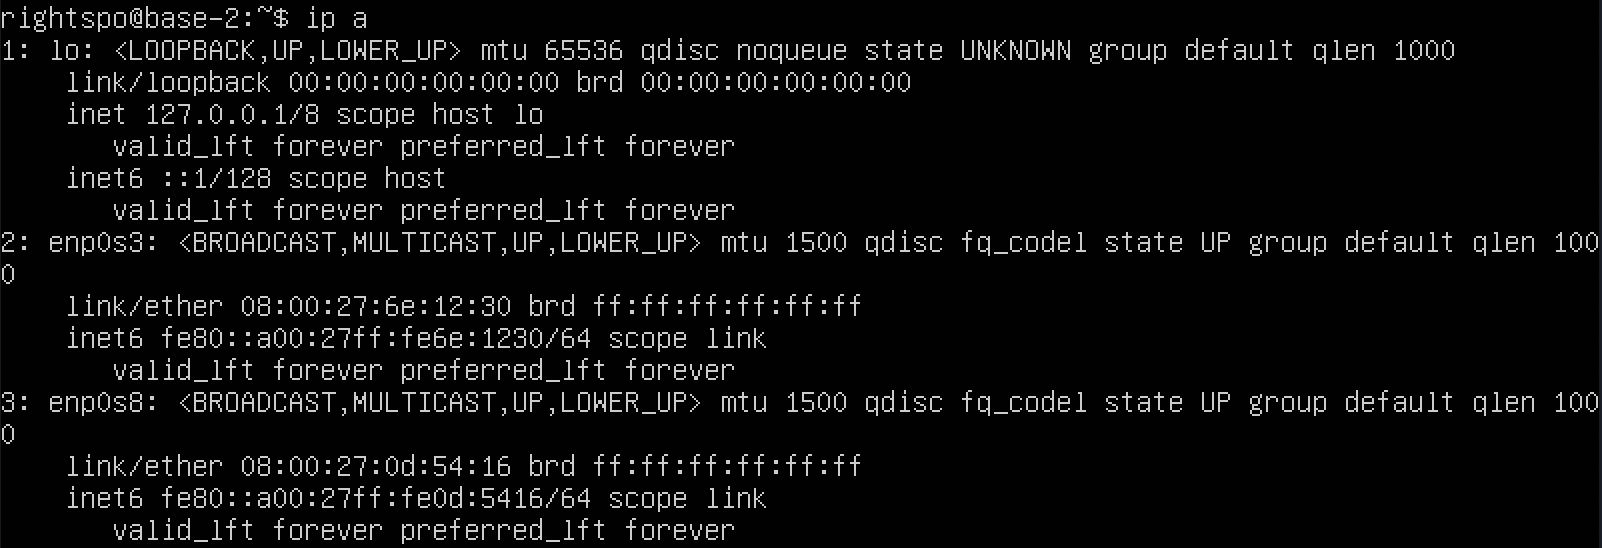 rightspo@base-2:~$ ip a
1: lo: <LOOPBACK,UP,LOWER_UP> mtu 65536 qdisc noqueue state UNKNOWN group default qlen 1000
    link/loopback 00:00:00:00:00:00 brd 00:00:00:00:00:00
    inet 127.0.0.1/8 scope host lo
       valid_lft forever preferred_lft forever
    inet6 ::1/128 scope host
       valid_lft forever preferred_lft forever
2: enp0s3: <BROADCAST,MULTICAST,UP,LOWER_UP> mtu 1500 qdisc fq_codel state UP group default qlen 100
0
    link/ether 08:00:27:6e:12:30 brd ff:ff:ff:ff:ff:ff
    inet6 fe80::a00:27ff:fe6e:1230/64 scope link
       valid_lft forever preferred_lft forever
3: enp0s8: <BROADCAST,MULTICAST,UP,LOWER_UP> mtu 1500 qdisc fq_codel state UP group default qlen 100
0
    link/ether 08:00:27:0d:54:16 brd ff:ff:ff:ff:ff:ff
    inet6 fe80::a00:27ff:fe0d:5416/64 scope link
       valid_lft forever preferred_lft forever